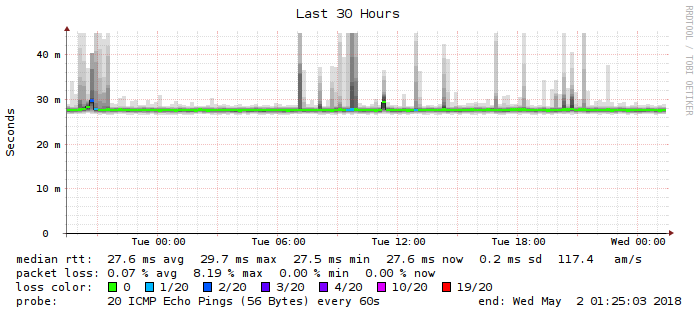 Last 30 Hours
RRDTOOL / TOBI OETIKER
Seconds
40 m
30 m
20 m
10 m
0
Tue 00:00 Tue 06:00 Tue 12:00 Tue 18:00 Wed 00:00
median rtt: 27.6 ms avg 29.7 ms max 27.5 ms min 27.6 ms now 0.2 ms sd 117.4 am/s
packet loss: 0.07 % avg 8.19 % max 0.00 % min 0.00 % now
loss color: 0 1/20 2/20 3/20 4/20 10/20 19/20
probe: 20 ICMP Echo Pings (56 Bytes) every 60s end: Wed May 2 01:25:03 2018